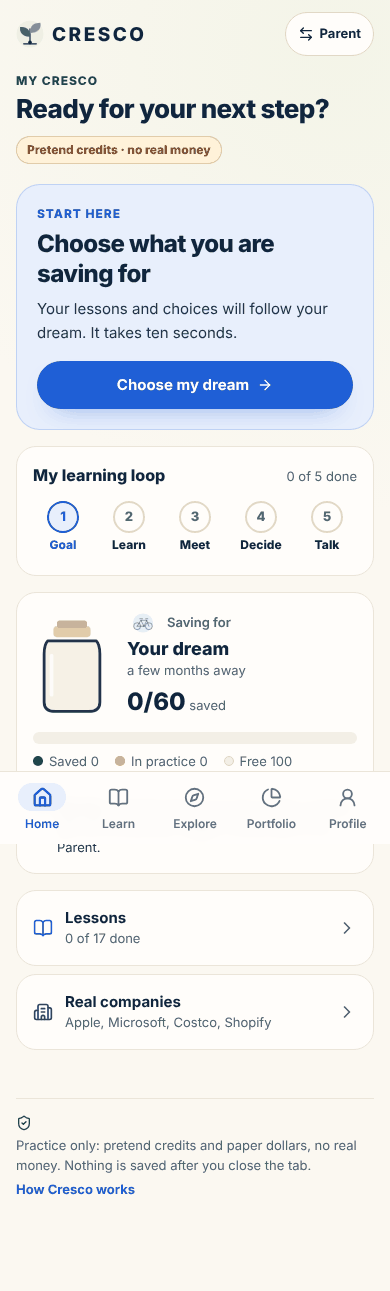 CRESCO
Parent
MY CRESCO
Ready for your next step?
Pretend credits · no real money
START HERE
Choose what you are
saving for
Your lessons and choices will follow your
dream. It takes ten seconds.
Choose my dream
My learning loop
0 of 5 done
1 2 3 4 5
Goal Learn Meet Decide Talk
Saving for
Your dream
a few months away
0/60 saved
Saved 0 In practice 0 Free 100
Home Learn Explore Portfolio Profile
Parent.
Lessons
0 of 17 done
Real companies
Apple, Microsoft, Costco, Shopify
Practice only: pretend credits and paper dollars, no real
money. Nothing is saved after you close the tab.
How Cresco works